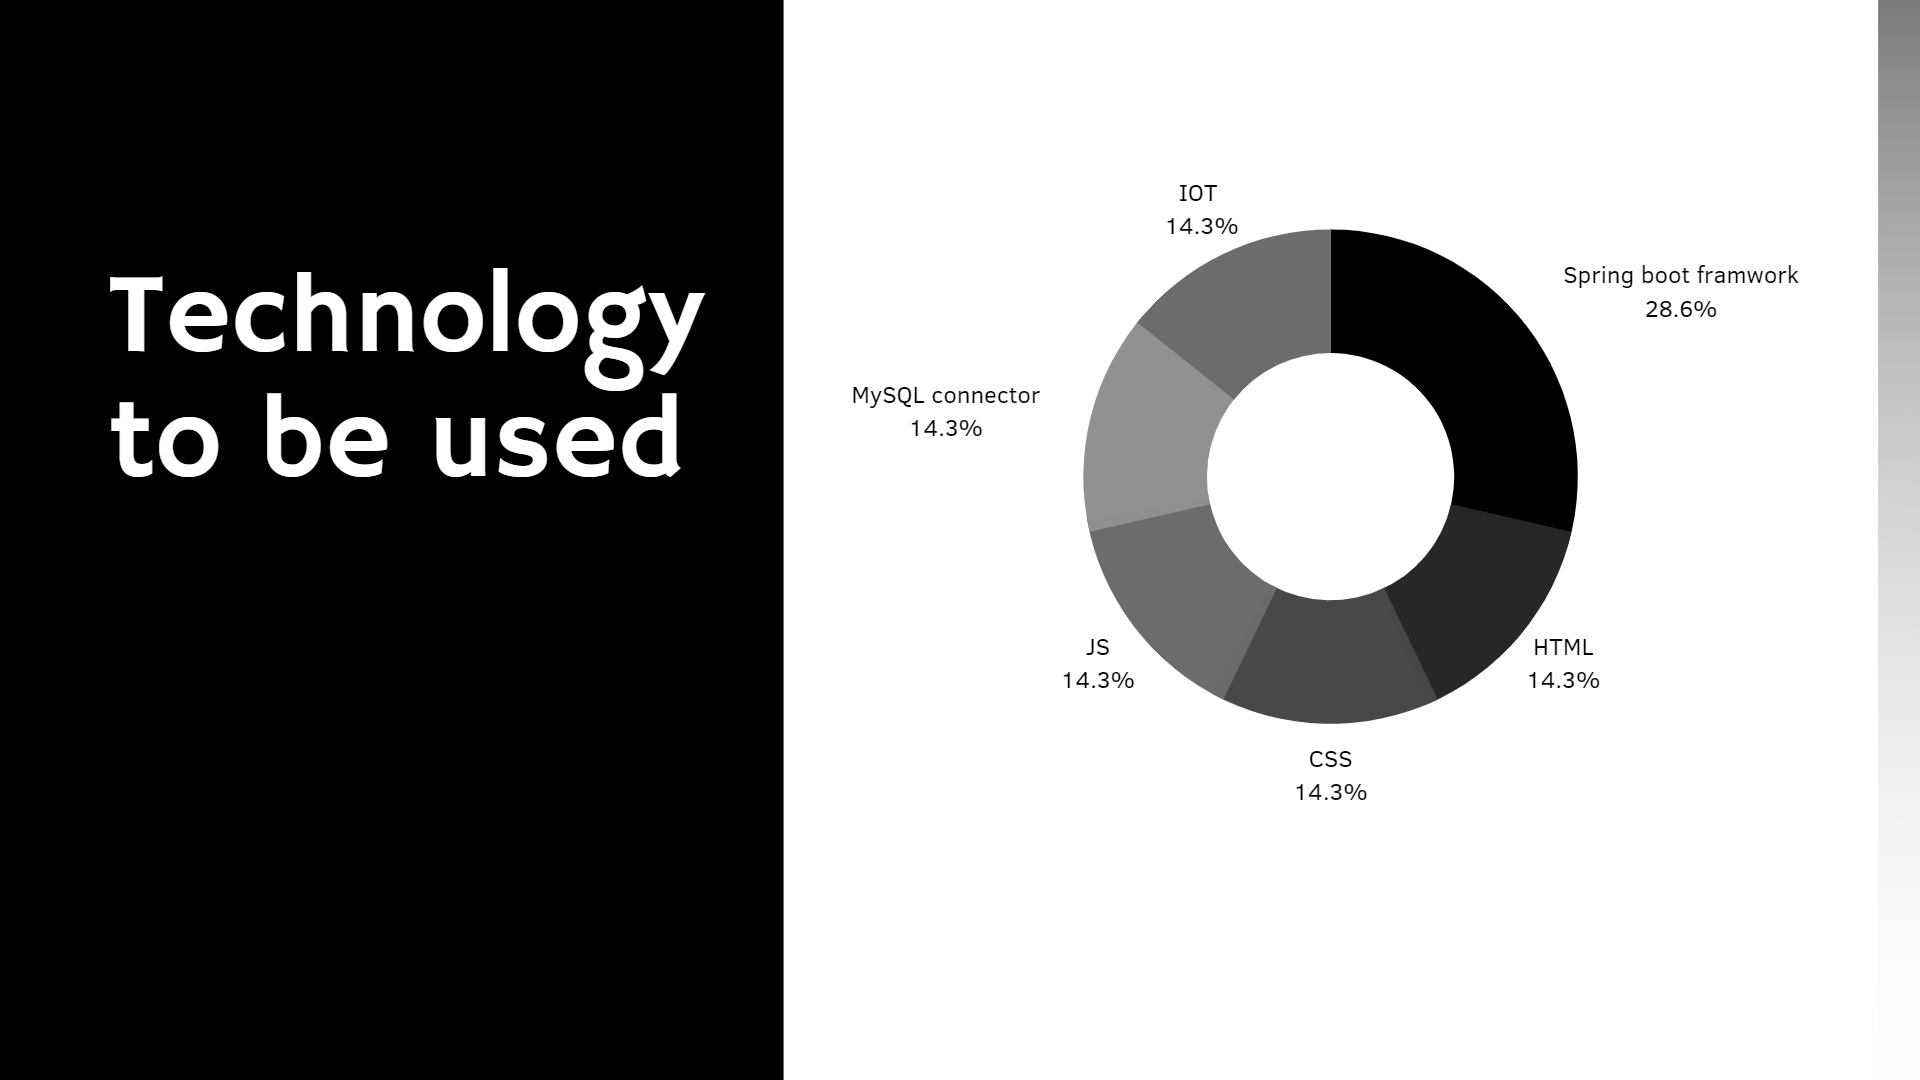 Technology
to be used
IOT
14.3%
Spring boot framwork
28.6%
MySQL connector
14.3%
JS
14.3%
HTML
14.3%
CSS
14.3%